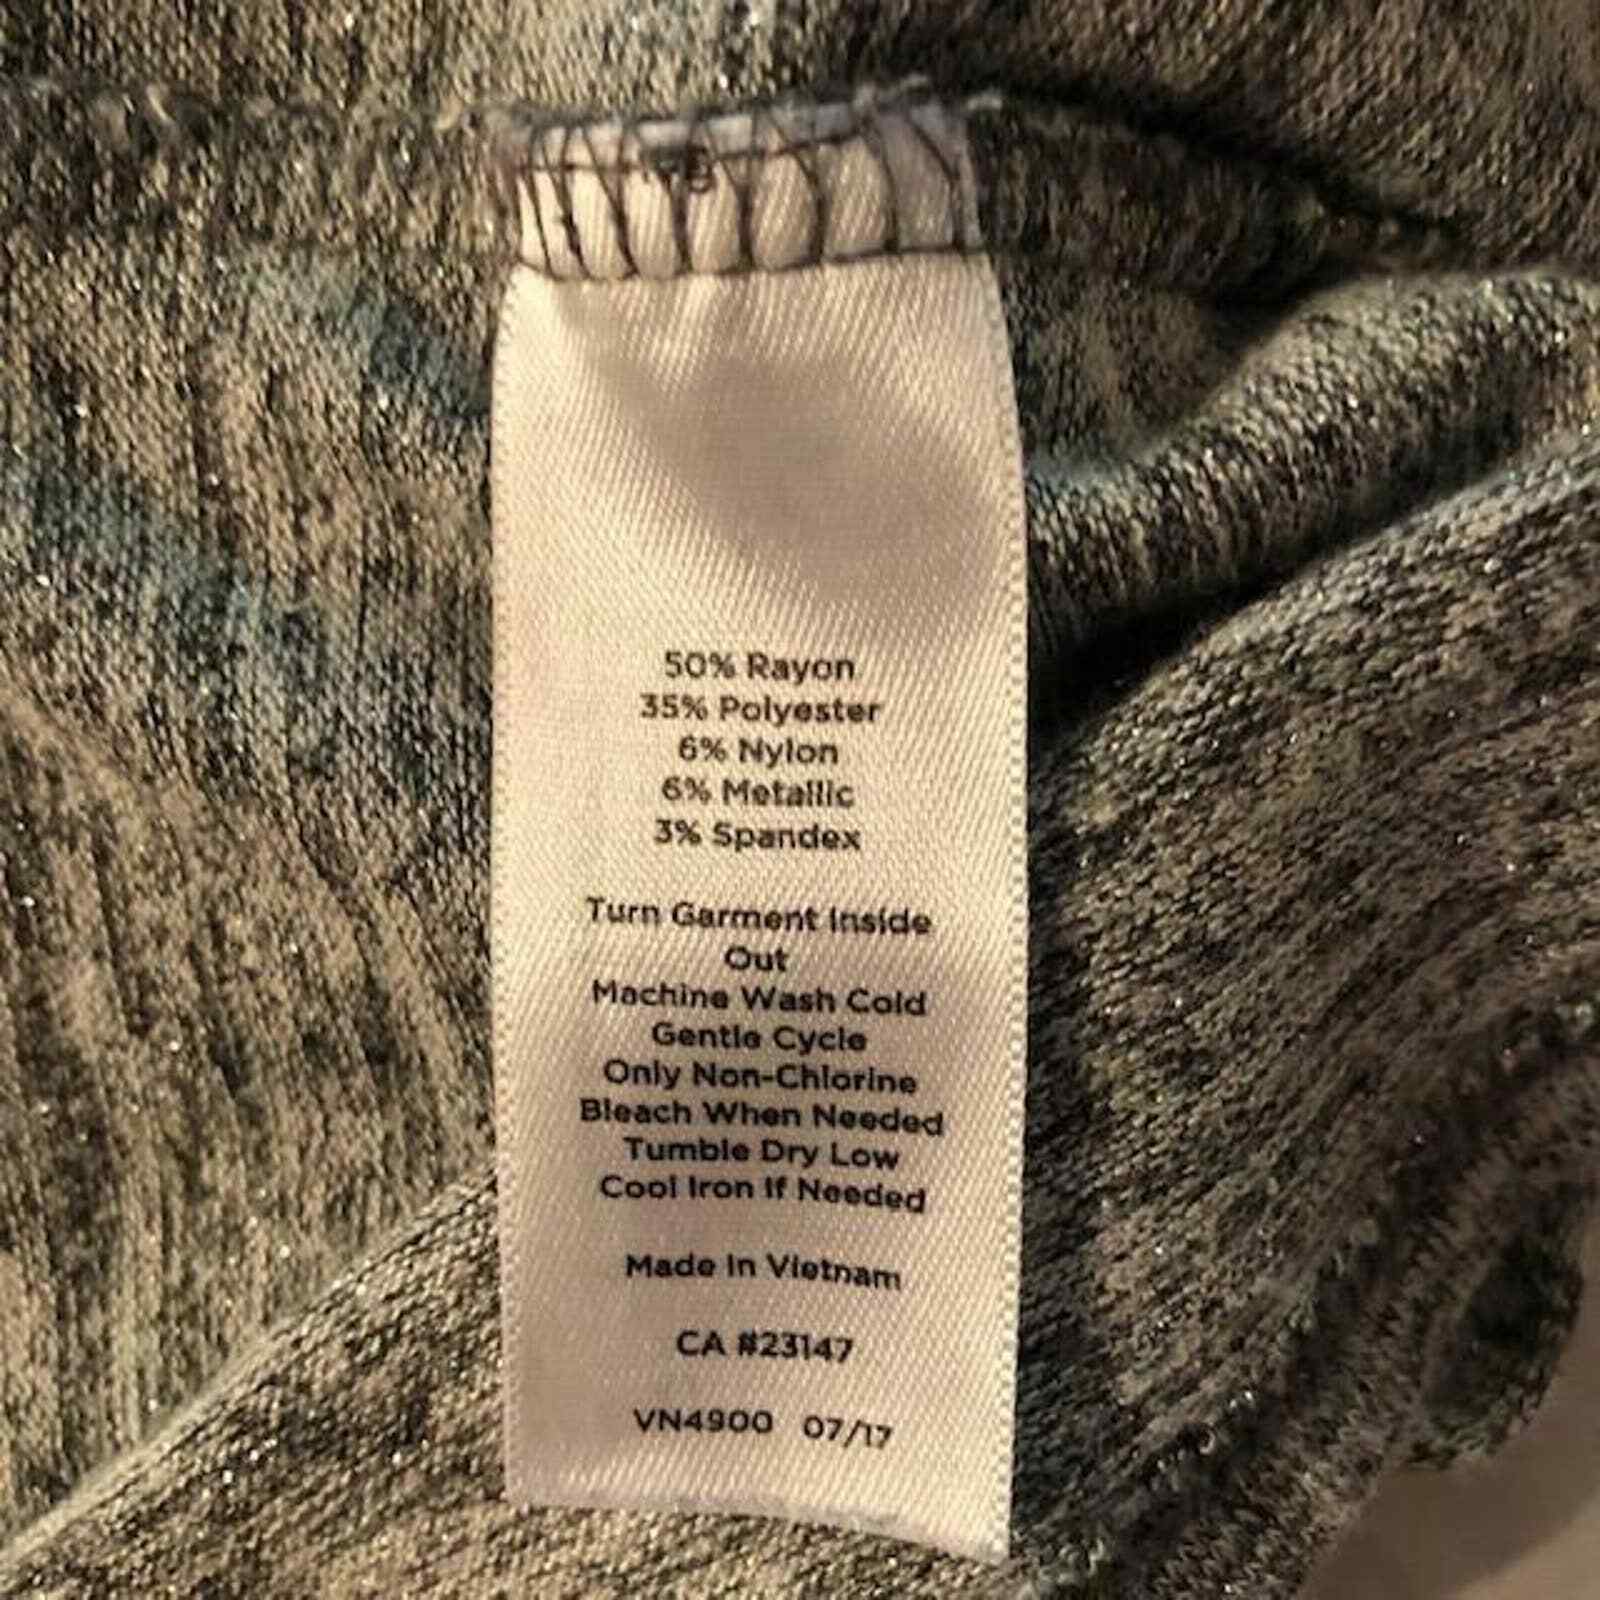 50% Rayon
35% Polyester
6% Nylon
6% Metallic
3% Spandex
Turn Garment Inside
Out
Machine Wash Cold
Gentle Cycle
Only Non-Chlorine
Bleach When Needed
Tumble Dry Low
Cool Iron If Needed
Made In Vietnam
CA #23147
VN4900 07/17